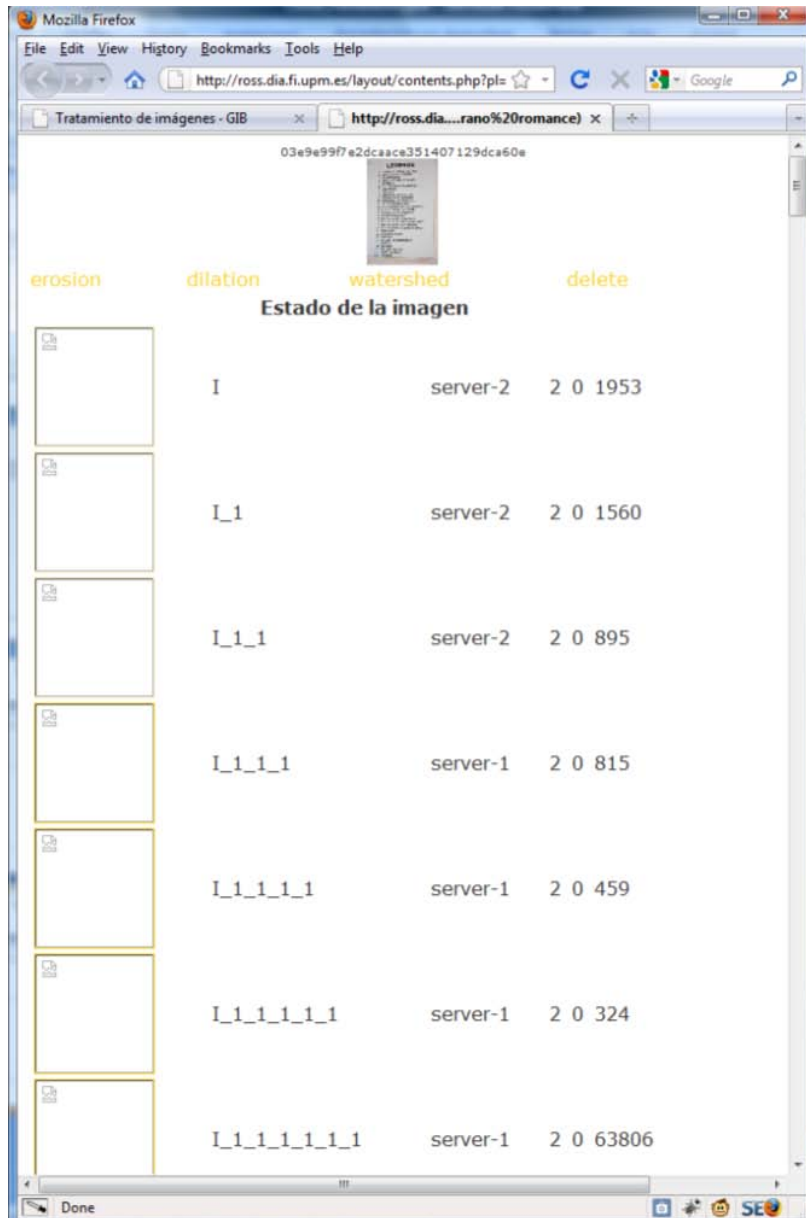 Mozilla Firefox
File Edit View History Bookmarks Tools Help
http://ross.dia.fi.upm.es/layout/contents.php?pl= Google
Tratamiento de imágenes - GIB http://ross.dia....rano%20romance)
03e9e99f7e2dcaace351407129dca60e
erosion dilation watershed delete
Estado de la imagen
I server-2 2 0 1953
I_1 server-2 2 0 1560
I_1_1 server-2 2 0 895
I_1_1_1 server-1 2 0 815
I_1_1_1_1 server-1 2 0 459
I_1_1_1_1_1 server-1 2 0 324
I_1_1_1_1_1_1 server-1 2 0 63806
Done SEO